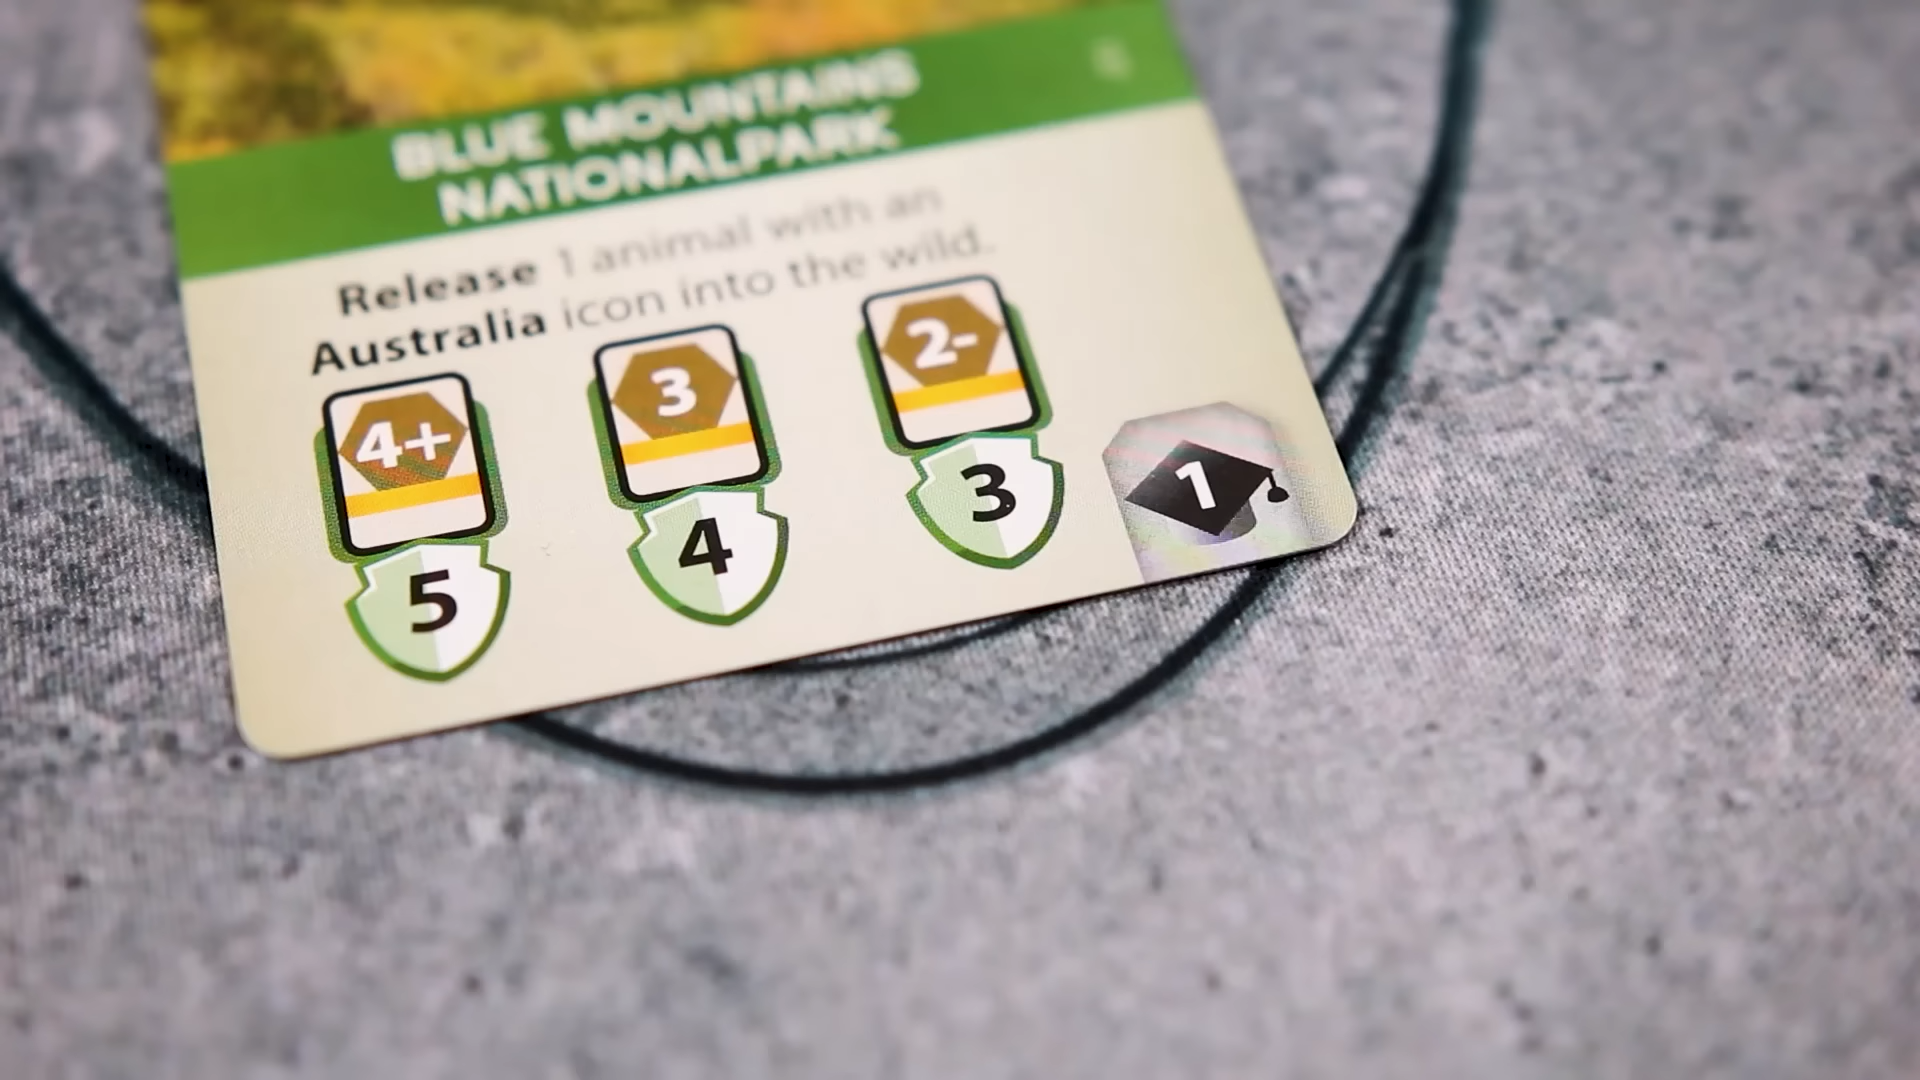 BLUE MOUNTAINS
NATIONALPARK
Release 1 animal with an
Australia icon into the wild.
4+
3
2-
5
4
3
1